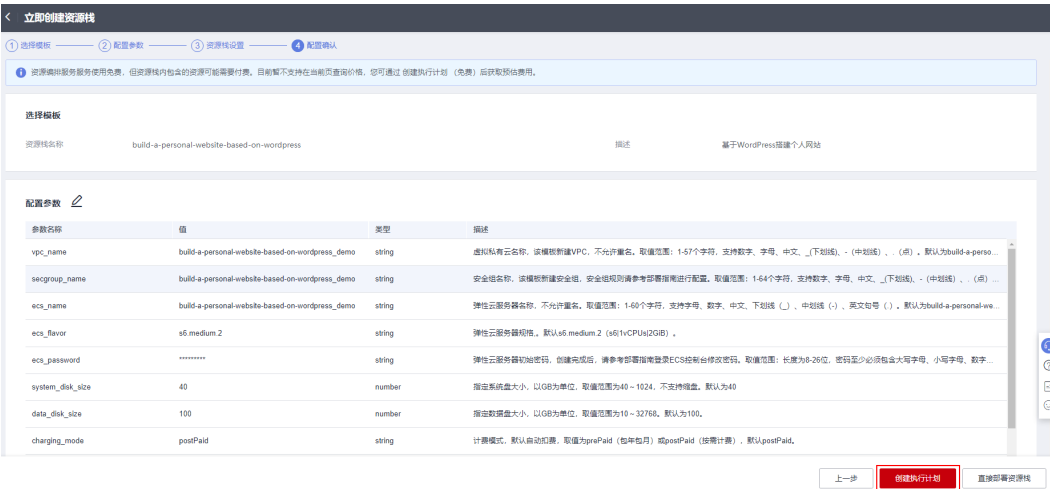 立即创建资源栈
1 选择模板 2 配置参数 3 资源栈设置 4 配置确认
资源编排服务服务使用免费，但资源栈内包含的资源可能需要付费。目前暂不支持在当前页查询价格，您可通过 创建执行计划 （免费）后获取预估费用。
选择模板
资源栈名称 build-a-personal-website-based-on-wordpress 描述 基于WordPress搭建个人网站
配置参数
参数名称 值 类型 描述
vpc_name build-a-personal-website-based-on-wordpress_demo string 虚拟私有云名称，该模板新建VPC，不允许重名。取值范围：1-57个字符，支持数字、字母、中文、_(下划线)、-（中划线）、.（点）。默认为build-a-perso...
secgroup_name build-a-personal-website-based-on-wordpress_demo string 安全组名称，该模板新建安全组，安全组规则请参考部署指南进行配置。取值范围：1-64个字符，支持数字、字母、中文、_(下划线)、-（中划线）、.（点）...
ecs_name build-a-personal-website-based-on-wordpress_demo string 弹性云服务器名称，不允许重名。取值范围：1-60个字符，支持字母、数字、中文、下划线（_）、中划线（-）、英文句号（.）。默认为build-a-personal-we...
ecs_flavor s6.medium.2 string 弹性云服务器规格,。默认s6.medium.2（s6|1vCPUs|2GiB）。
ecs_password ********* string 弹性云服务器初始密码，创建完成后，请参考部署指南登录ECS控制台修改密码。取值范围：长度为8-26位，密码至少必须包含大写字母、小写字母、数字...
system_disk_size 40 number 指定系统盘大小，以GB为单位，取值范围为40～1024，不支持缩盘。默认为40
data_disk_size 100 number 指定数据盘大小，以GB为单位，取值范围为10～32768。默认为100。
charging_mode postPaid string 计费模式，默认自动扣费，取值为prePaid（包年包月）或postPaid（按需计费），默认postPaid。
上一步 创建执行计划 直接部署资源栈